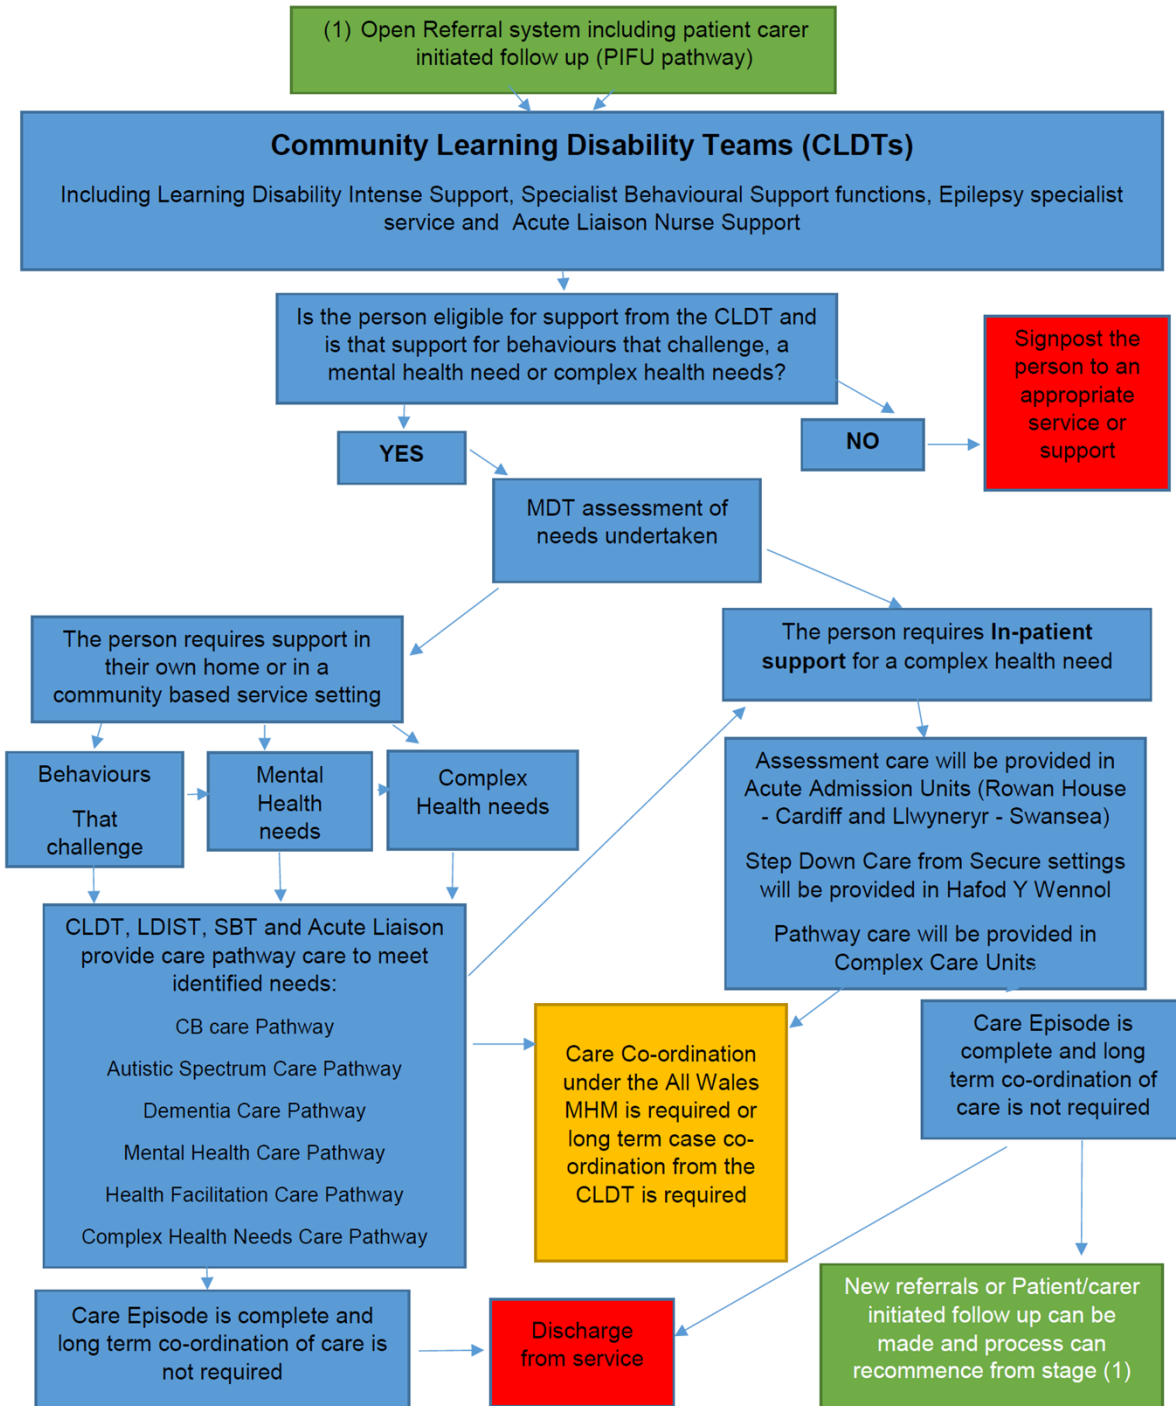 (1) Open Referral system including patient carer
initiated follow up (PIFU pathway)
Community Learning Disability Teams (CLDTs)
Including Learning Disability Intense Support, Specialist Behavioural Support functions, Epilepsy specialist
service and Acute Liaison Nurse Support
Is the person eligible for support from the CLDT and
is that support for behaviours that challenge, a
mental health need or complex health needs?
YES
NO
Signpost the
person to an
appropriate
service or
support
MDT assessment of
needs undertaken
The person requires support in
their own home or in a
community based service setting
The person requires In-patient
support for a complex health need
Behaviours
That
challenge
Mental
Health
needs
Complex
Health needs
Assessment care will be provided in
Acute Admission Units (Rowan House
- Cardiff and Llwyneryr - Swansea)
Step Down Care from Secure settings
will be provided in Hafod Y Wennol
Pathway care will be provided in
Complex Care Units
CLDT, LDIST, SBT and Acute Liaison
provide care pathway care to meet
identified needs:
CB care Pathway
Autistic Spectrum Care Pathway
Dementia Care Pathway
Mental Health Care Pathway
Health Facilitation Care Pathway
Complex Health Needs Care Pathway
Care Co-ordination
under the All Wales
MHM is required or
long term case co-
ordination from the
CLDT is required
Care Episode is
complete and long
term co-ordination of
care is not required
Care Episode is complete and
long term co-ordination of care is
not required
Discharge
from service
New referrals or Patient/carer
initiated follow up can be
made and process can
recommence from stage (1)